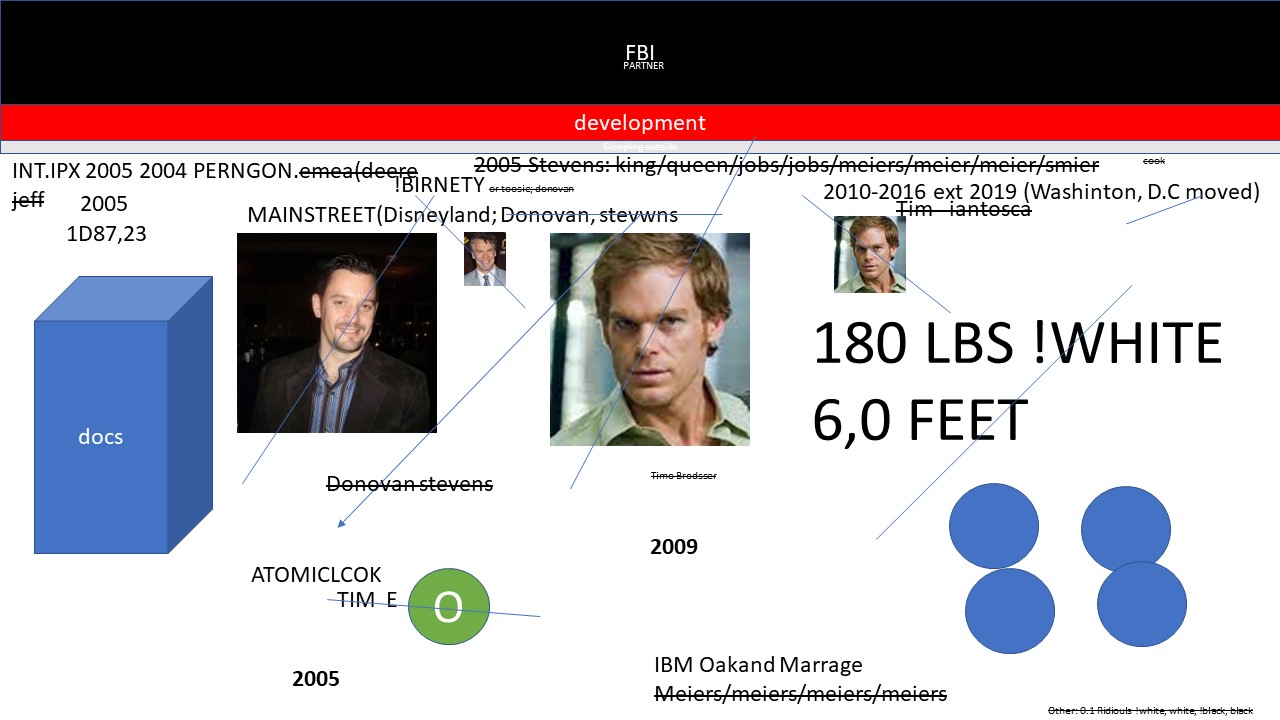 FBI
PARTNER
development
Sleeping outside
INT.IPX 2005 2004 PERNGON.emea(deere
jeff
2005 Stevens: king/queen/jobs/jobs/meiers/meier/meier/smier
cook
!BIRNETY or toosie; donovan
2010-2016 ext 2019 (Washinton, D.C moved)
Tim iantosca
2005
1D87,23
MAINSTREET(Disneyland; Donovan, stevwns
180 LBS !WHITE
6,0 FEET
docs
Donovan stevens
Timo Brodsser
2009
ATOMICLCOK
TIM E
O
2005
IBM Oakand Marrage
Meiers/meiers/meiers/meiers
Other: 0.1 Ridiouls !white, white, !black, black